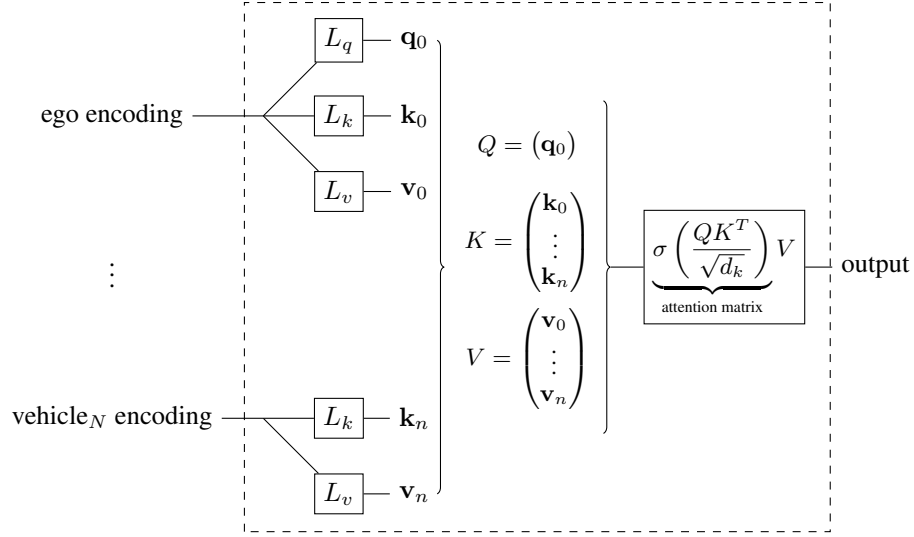 L_q q_0
ego encoding L_k k_0
L_v v_0
⋮
Q = (q_0)
K = (k_0 ⋮ k_n)
V = (v_0 ⋮ v_n)
σ(QK^T / √d_k) V
attention matrix
output
vehicle_N encoding L_k k_n
L_v v_n